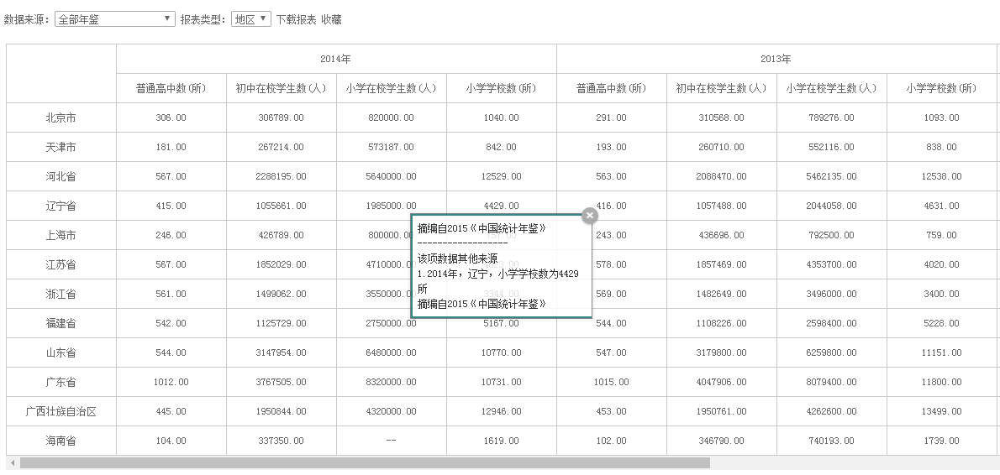 数据来源: 全部年鉴 报表类型: 地区 下载报表 收藏
2014年 2013年
普通高中数(所) 初中在校学生数(人) 小学在校学生数(人) 小学学校数(所) 普通高中数(所) 初中在校学生数(人) 小学在校学生数(人) 小学学校数(所)
北京市 306.00 306789.00 820000.00 1040.00 291.00 310568.00 789276.00 1093.00
天津市 181.00 267214.00 573187.00 842.00 193.00 260710.00 552116.00 838.00
河北省 567.00 2288195.00 5640000.00 12529.00 563.00 2088470.00 5462135.00 12538.00
辽宁省 415.00 1055661.00 1985000.00 4429.00 416.00 1057488.00 2044058.00 4631.00
上海市 246.00 426789.00 800000.00 243.00 436696.00 792500.00 759.00
江苏省 567.00 1852029.00 4710000.00 578.00 1857469.00 4353700.00 4020.00
浙江省 561.00 1499062.00 3550000.00 3344.00 569.00 1482649.00 3496000.00 3400.00
福建省 542.00 1125729.00 2750000.00 5167.00 544.00 1108226.00 2598400.00 5228.00
山东省 544.00 3147954.00 6480000.00 10770.00 547.00 3179800.00 6259800.00 11151.00
广东省 1012.00 3767505.00 8320000.00 10731.00 1015.00 4047906.00 8079400.00 11800.00
广西壮族自治区 445.00 1950844.00 4320000.00 12946.00 453.00 1950761.00 4262600.00 13499.00
海南省 104.00 337350.00 -- 1619.00 102.00 346790.00 740193.00 1739.00
摘编自2015《中国统计年鉴》
------------------
该项数据其他来源
1.2014年，辽宁，小学学校数为4429
所
摘编自2015《中国统计年鉴》